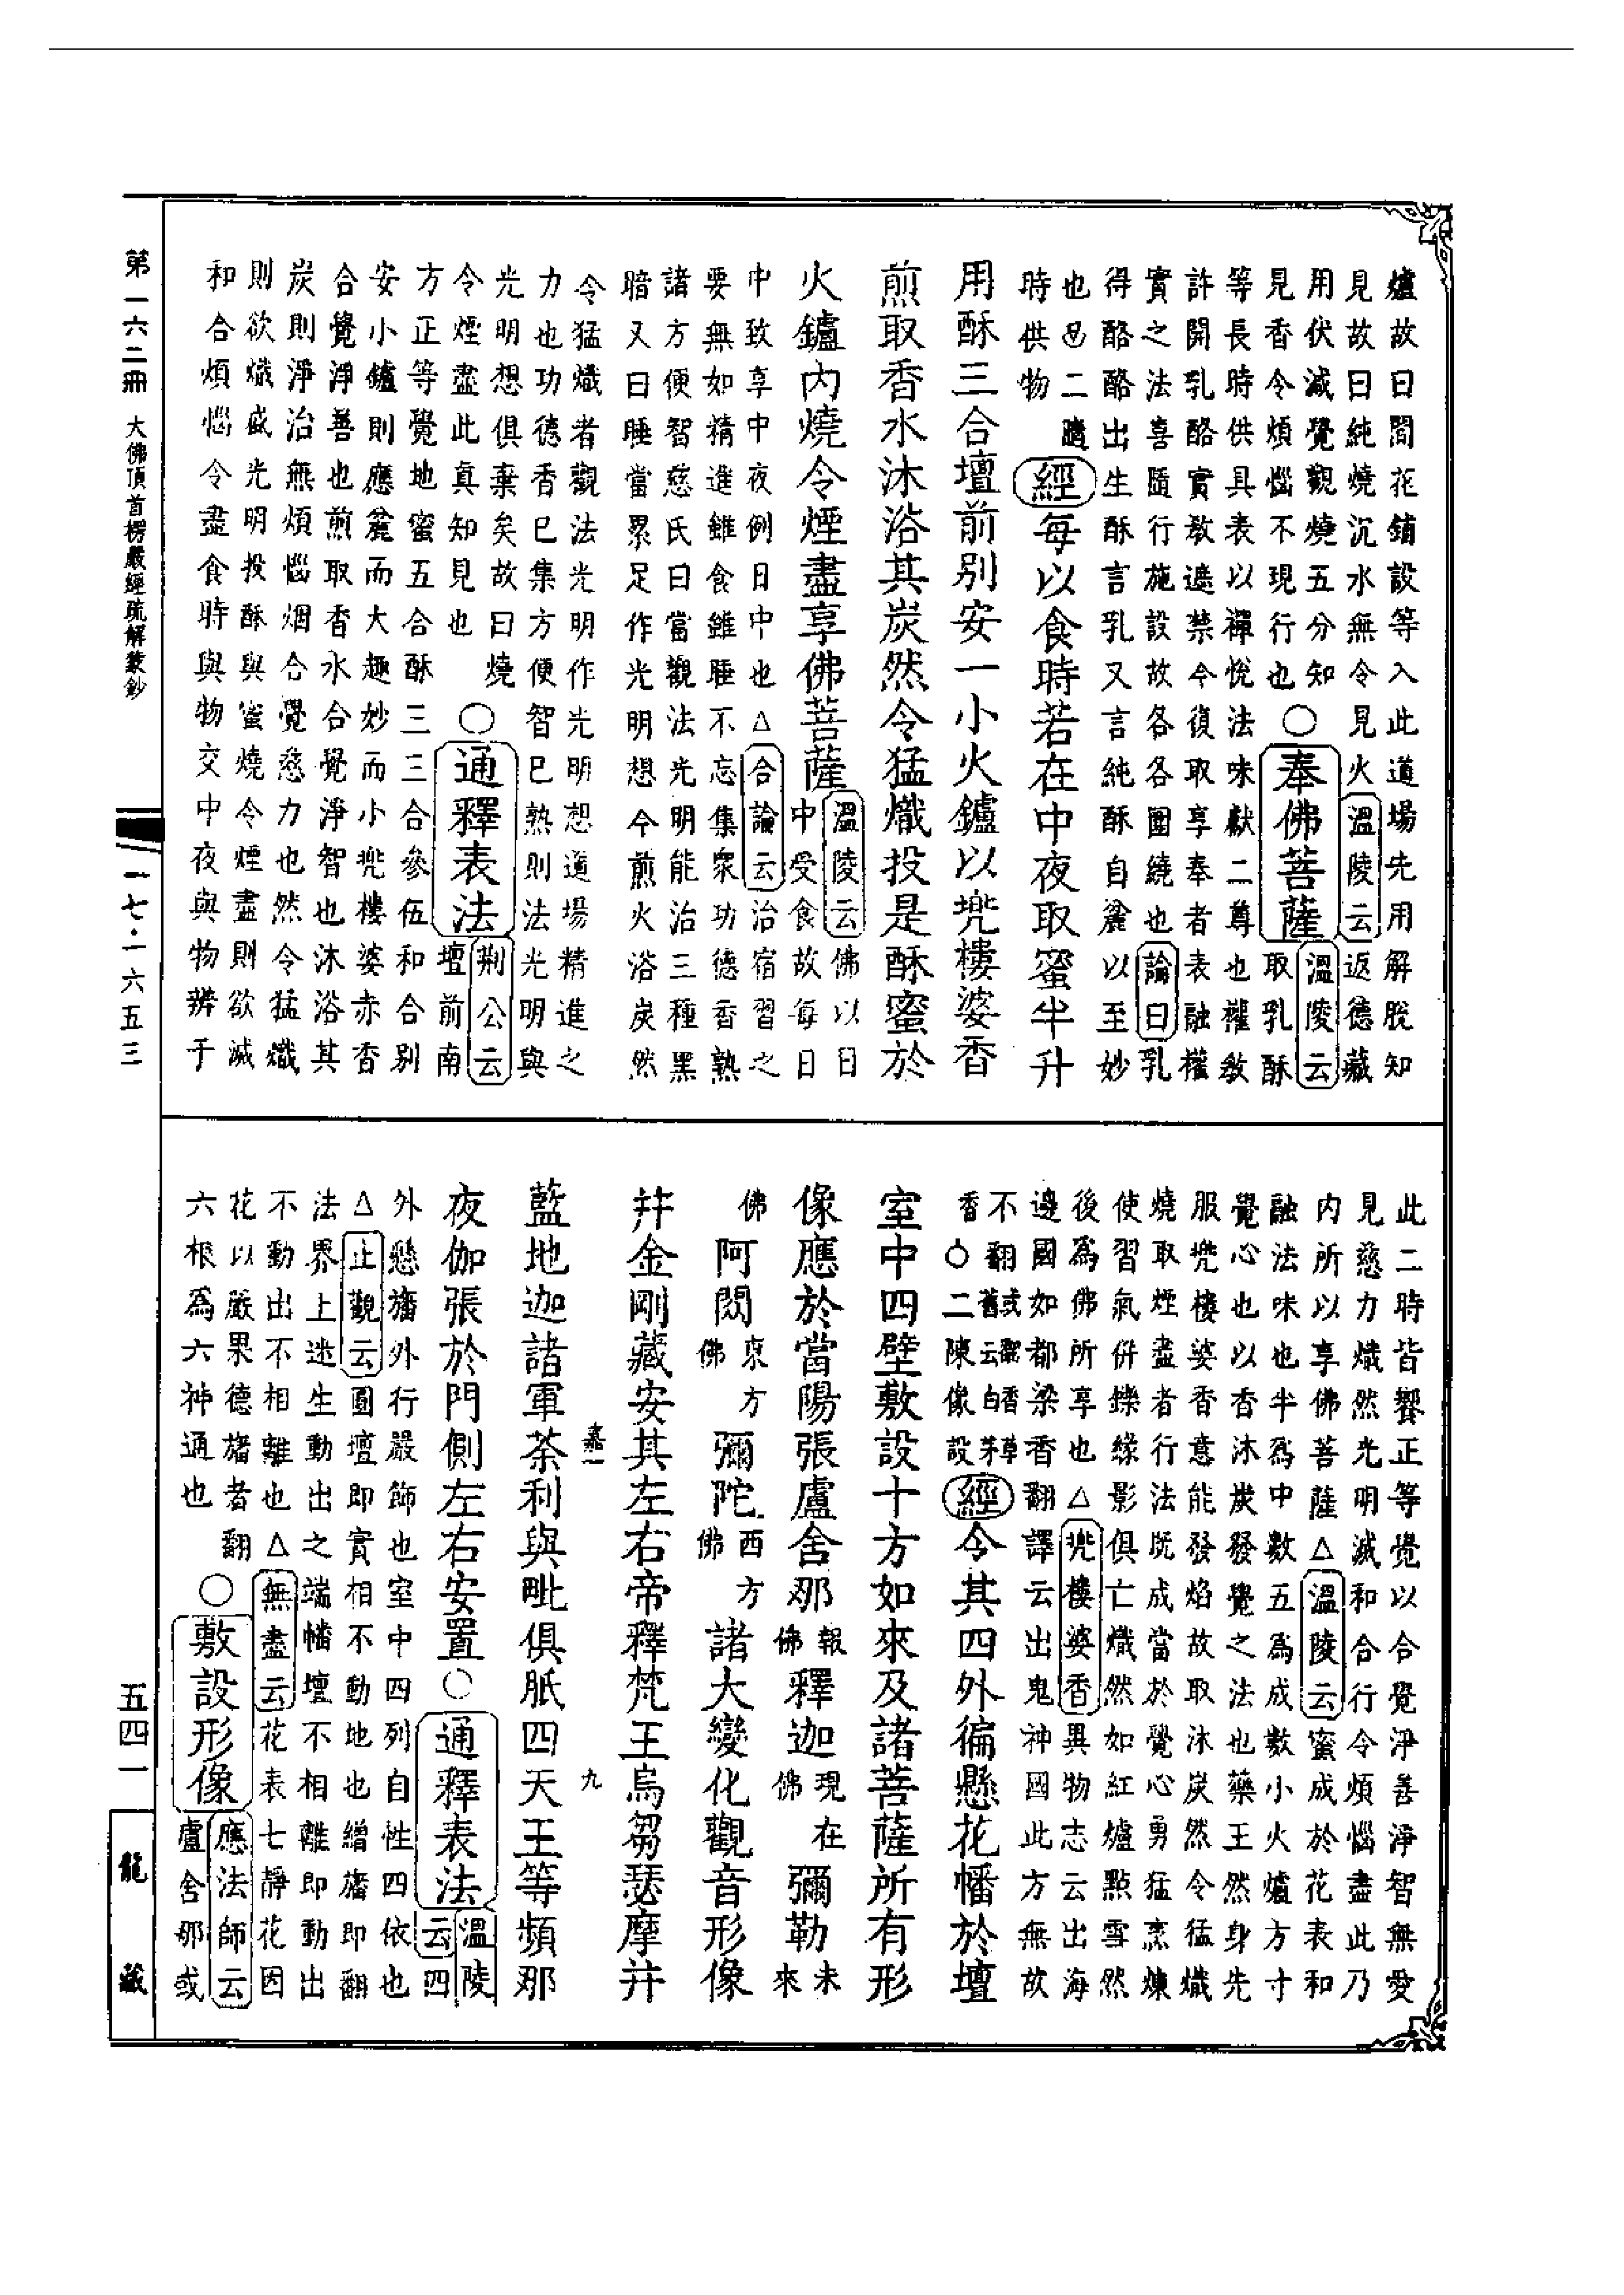 爐故曰閻花鋪設等入此道場先用解脫知
見故曰純燒沉水無令見火溫陵云返德藏
用伏滅覺觀燒五分知
見香令煩惱不現行也○奉佛菩薩溫陵云取乳酥
等長時供具表以禪悅法味獻二尊也權教
許開乳酪實教遮禁今復取享奉者表融權
實之法喜隨行施設故各各圍繞也論曰乳
得酪酪出生酥言乳又言純酥自麄以至妙
也㊁二隨
時供物經每以食時若在中夜取蜜半升
用酥三合壇前別安一小火鑪以兜樓婆香
煎取香水沐浴其炭然令猛熾投是酥蜜於
火鑪內燒令煙盡享佛菩薩溫陵云佛以日
中受食故每日
中致享中夜例日中也△合論云治宿習之
要無如精進雖食雖睡不忘集衆功德香熟
諸方便智慈氏曰當觀法光明能治三種黑
暗又曰睡當累足作光明想今煎火浴炭然
令猛熾者觀法光明作光明想道場精進之
力也功德香已集方便智已熟則法光明與
光明想俱棄矣故曰燒
令煙盡此真知見也○通釋表法荆公云壇前南
方正等覺地蜜五合酥三三合參伍和合別
安小鑪則應麄而大趣妙而小兜樓婆赤香
合覺淨善也煎取香水合覺淨智也沐浴其
炭則淨治無煩惱烟合覺慈力也然令猛熾
則欲熾盛光明投酥與蜜燒令煙盡則欲滅
和合煩惱令盡食時與物交中夜與物辨于
第一六二冊 大佛頂首楞嚴經疏解蒙鈔
一七·一六五三
此二時皆饗正等覺以合覺淨善淨智無愛
見慈力熾然光明滅和合行令煩惱盡此乃
內所以享佛菩薩△溫陵云蜜成於花表和
融法味也半為中數五為成數小火爐方寸
覺心也以香沐炭發覺之法也藥王然身先
服兜樓婆香意能發焰故取沐炭然令猛熾
燒取煙盡者行法既成當於覺心勇猛烹煉
使習氣併鑠緣影俱亡熾然如紅爐點雪然
後為佛所享也△兜樓婆香異物志云出海
邊國如都梁香翻譯云出鬼神國此方無故
不翻或翻香草舊云白茅
香○二陳像設經令其四外徧懸花幡於壇
室中四壁敷設十方如來及諸菩薩所有形
像應於當陽張盧舍那報佛釋迦現在佛彌勒未來
佛阿閦東方佛彌陀西方佛諸大變化觀音形像
并金剛藏安其左右帝釋梵王烏芻瑟摩并
嘉一 九
藍地迦諸軍荼利與毗俱胝四天王等頻那
夜伽張於門側左右安置○通釋表法溫陵云四
外懸旛外行嚴飾也室中四列自性四依也
△止觀云圓壇即實相不動地也繒旛即翻
法界上迷生動出之端幡壇不相離即動出
不動出不相離也△無盡云花表七靜花因
花以嚴果德旛者翻
六根為六神通也○敷設形像應法師云盧舍那或
五四一
龍藏